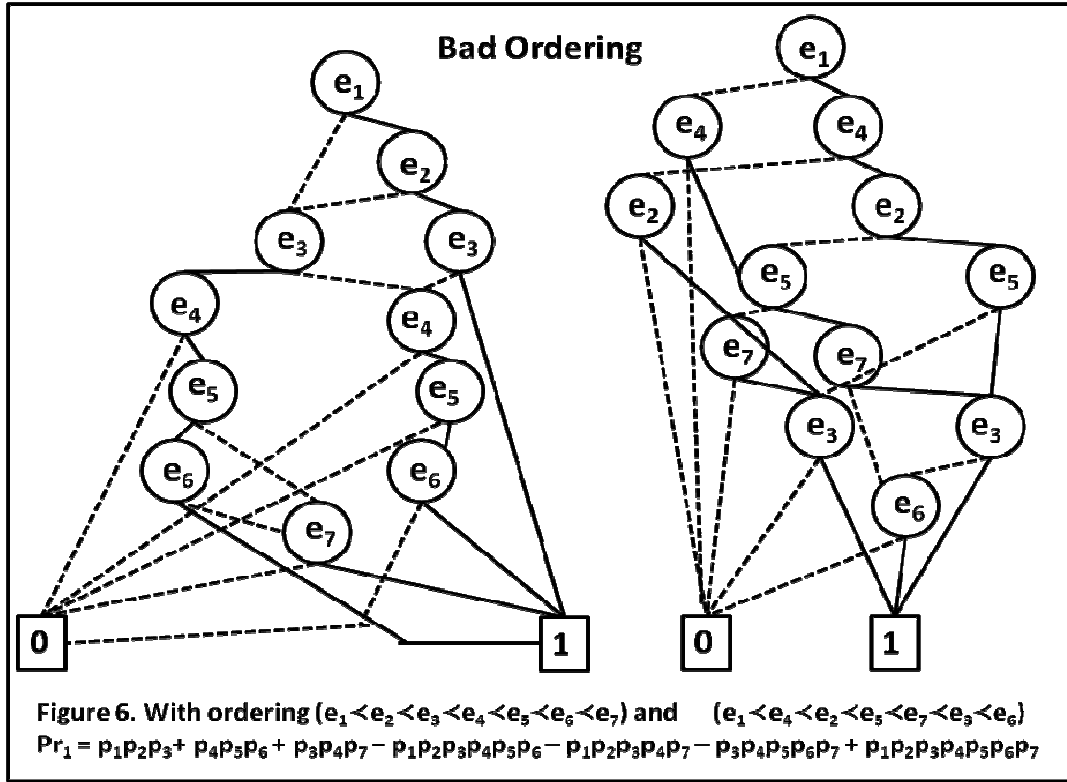 Bad Ordering
e₁
e₂
e₃
e₃
e₄
e₄
e₅
e₅
e₆
e₆
e₇
0
1
e₁
e₄
e₄
e₂
e₂
e₅
e₅
e₇
e₇
e₃
e₃
e₆
0
1
Figure 6. With ordering (e₁≺e₂≺e₃≺e₄≺e₅≺e₆≺e₇) and (e₁≺e₄≺e₂≺e₅≺e₇≺e₃≺e₆)
Pr₁ = p₁p₂p₃+ p₄p₅p₆ + p₃p₄p₇ – p₁p₂p₃p₄p₅p₆ – p₁p₂p₃p₄p₇ – p₃p₄p₅p₆p₇ + p₁p₂p₃p₄p₅p₆p₇